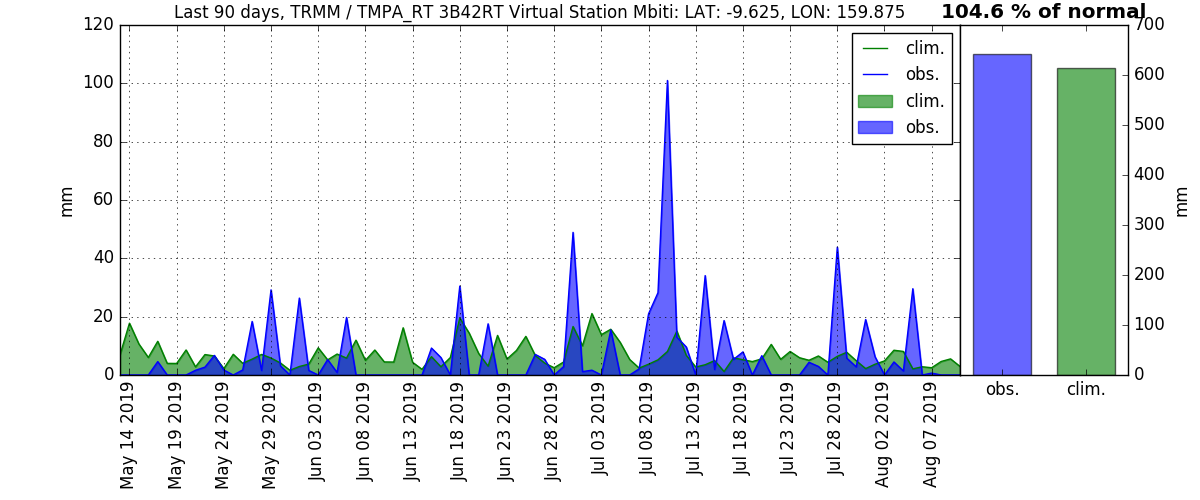 Last 90 days, TRMM / TMPA_RT 3B42RT Virtual Station Mbiti: LAT: -9.625, LON: 159.875
104.6 % of normal
120
100
80
60
40
20
0
mm
clim.
obs.
clim.
obs.
May 14 2019
May 19 2019
May 24 2019
May 29 2019
Jun 03 2019
Jun 08 2019
Jun 13 2019
Jun 18 2019
Jun 23 2019
Jun 28 2019
Jul 03 2019
Jul 08 2019
Jul 13 2019
Jul 18 2019
Jul 23 2019
Jul 28 2019
Aug 02 2019
Aug 07 2019
700
600
500
400
300
200
100
0
mm
obs.
clim.